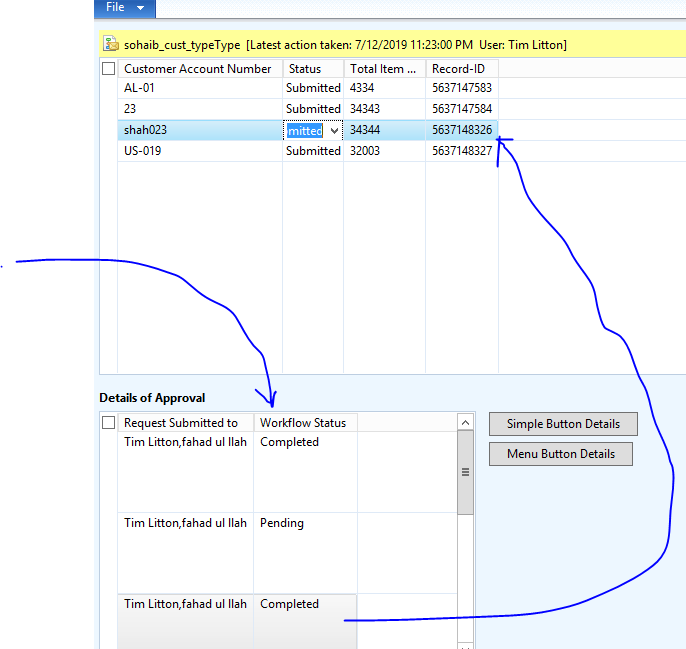 File
sohaib_cust_typeType [Latest action taken: 7/12/2019 11:23:00 PM User: Tim Litton]
Customer Account Number Status Total Item ... Record-ID
AL-01 Submitted 4334 5637147583
23 Submitted 34343 5637147584
shah023 mitted 34344 5637148326
US-019 Submitted 32003 5637148327
Details of Approval
Request Submitted to Workflow Status
Simple Button Details
Tim Litton,fahad ul llah Completed
Menu Button Details
Tim Litton,fahad ul llah Pending
Tim Litton,fahad ul llah Completed